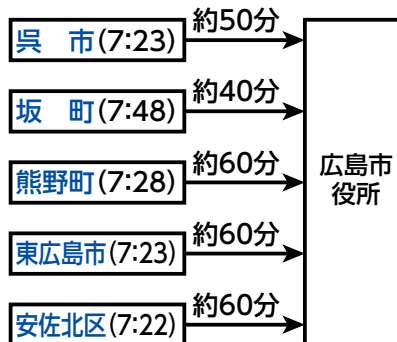 呉　市(7:23)
約50分
坂　町(7:48)
約40分
熊野町(7:28)
約60分
東広島市(7:23)
約60分
安佐北区(7:22)
約60分
広島市
役所